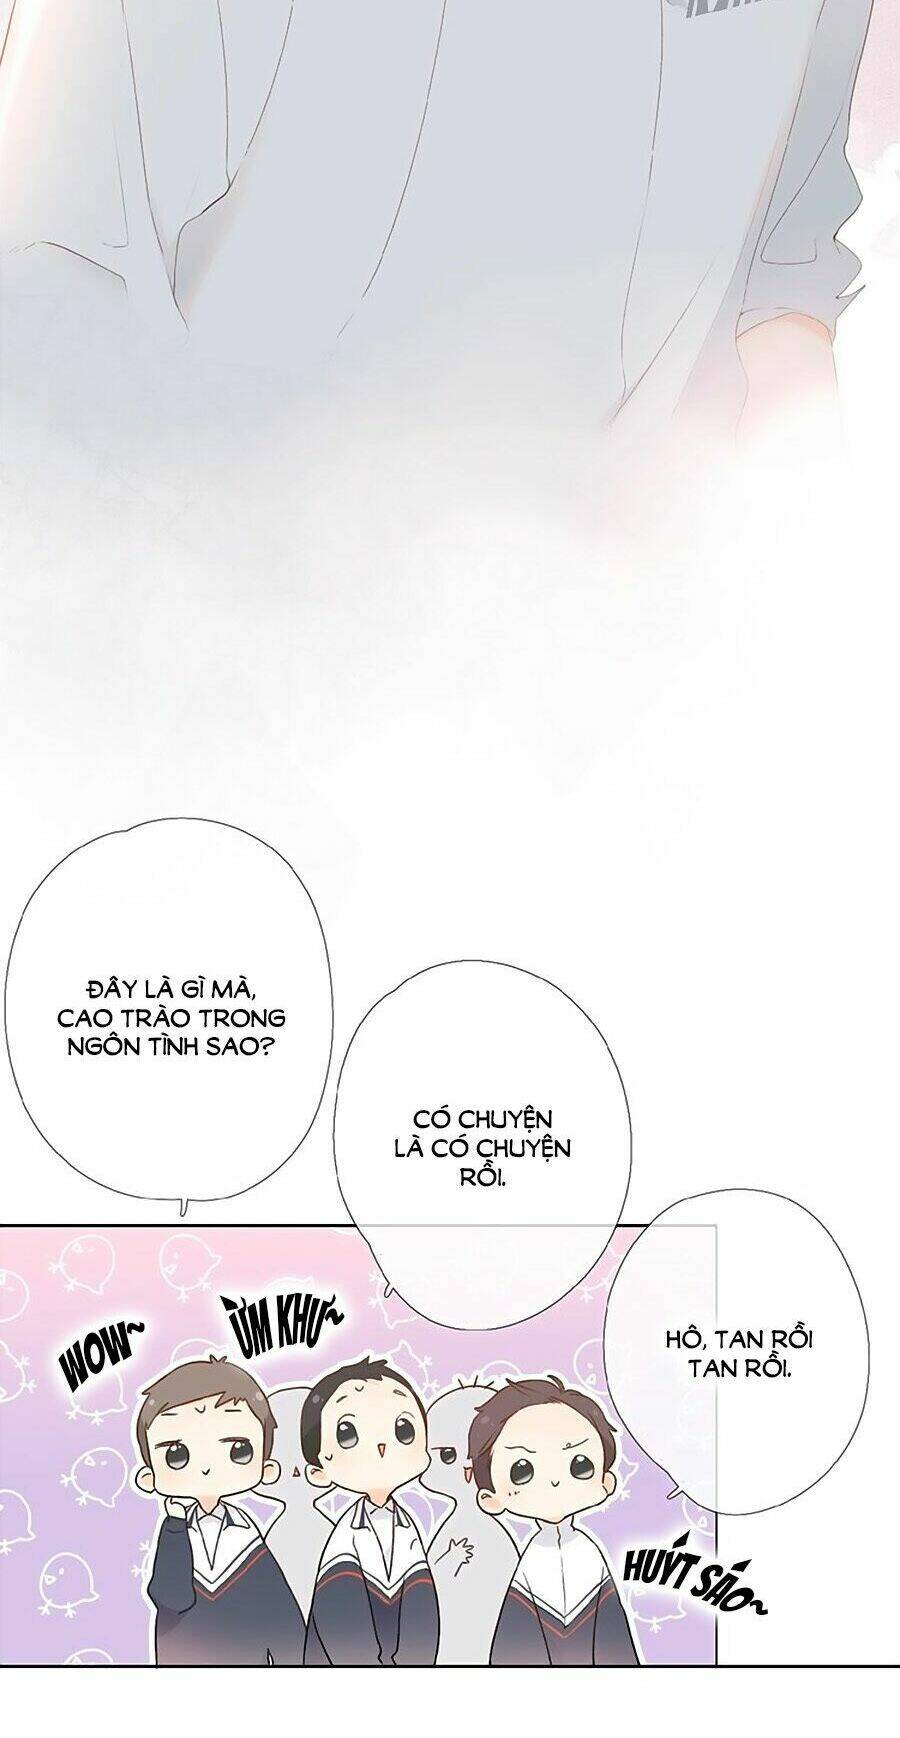 ĐÂY LÀ GÌ MÀ,
CAO TRÀO TRONG
NGÔN TÌNH SAO?
CÓ CHUYỆN
LÀ CÓ CHUYỆN
RỒI.
HÔ, TAN RỒI
TAN RỒI.
WOW~
ỪM KHƯ~
HUÝT SÁO~